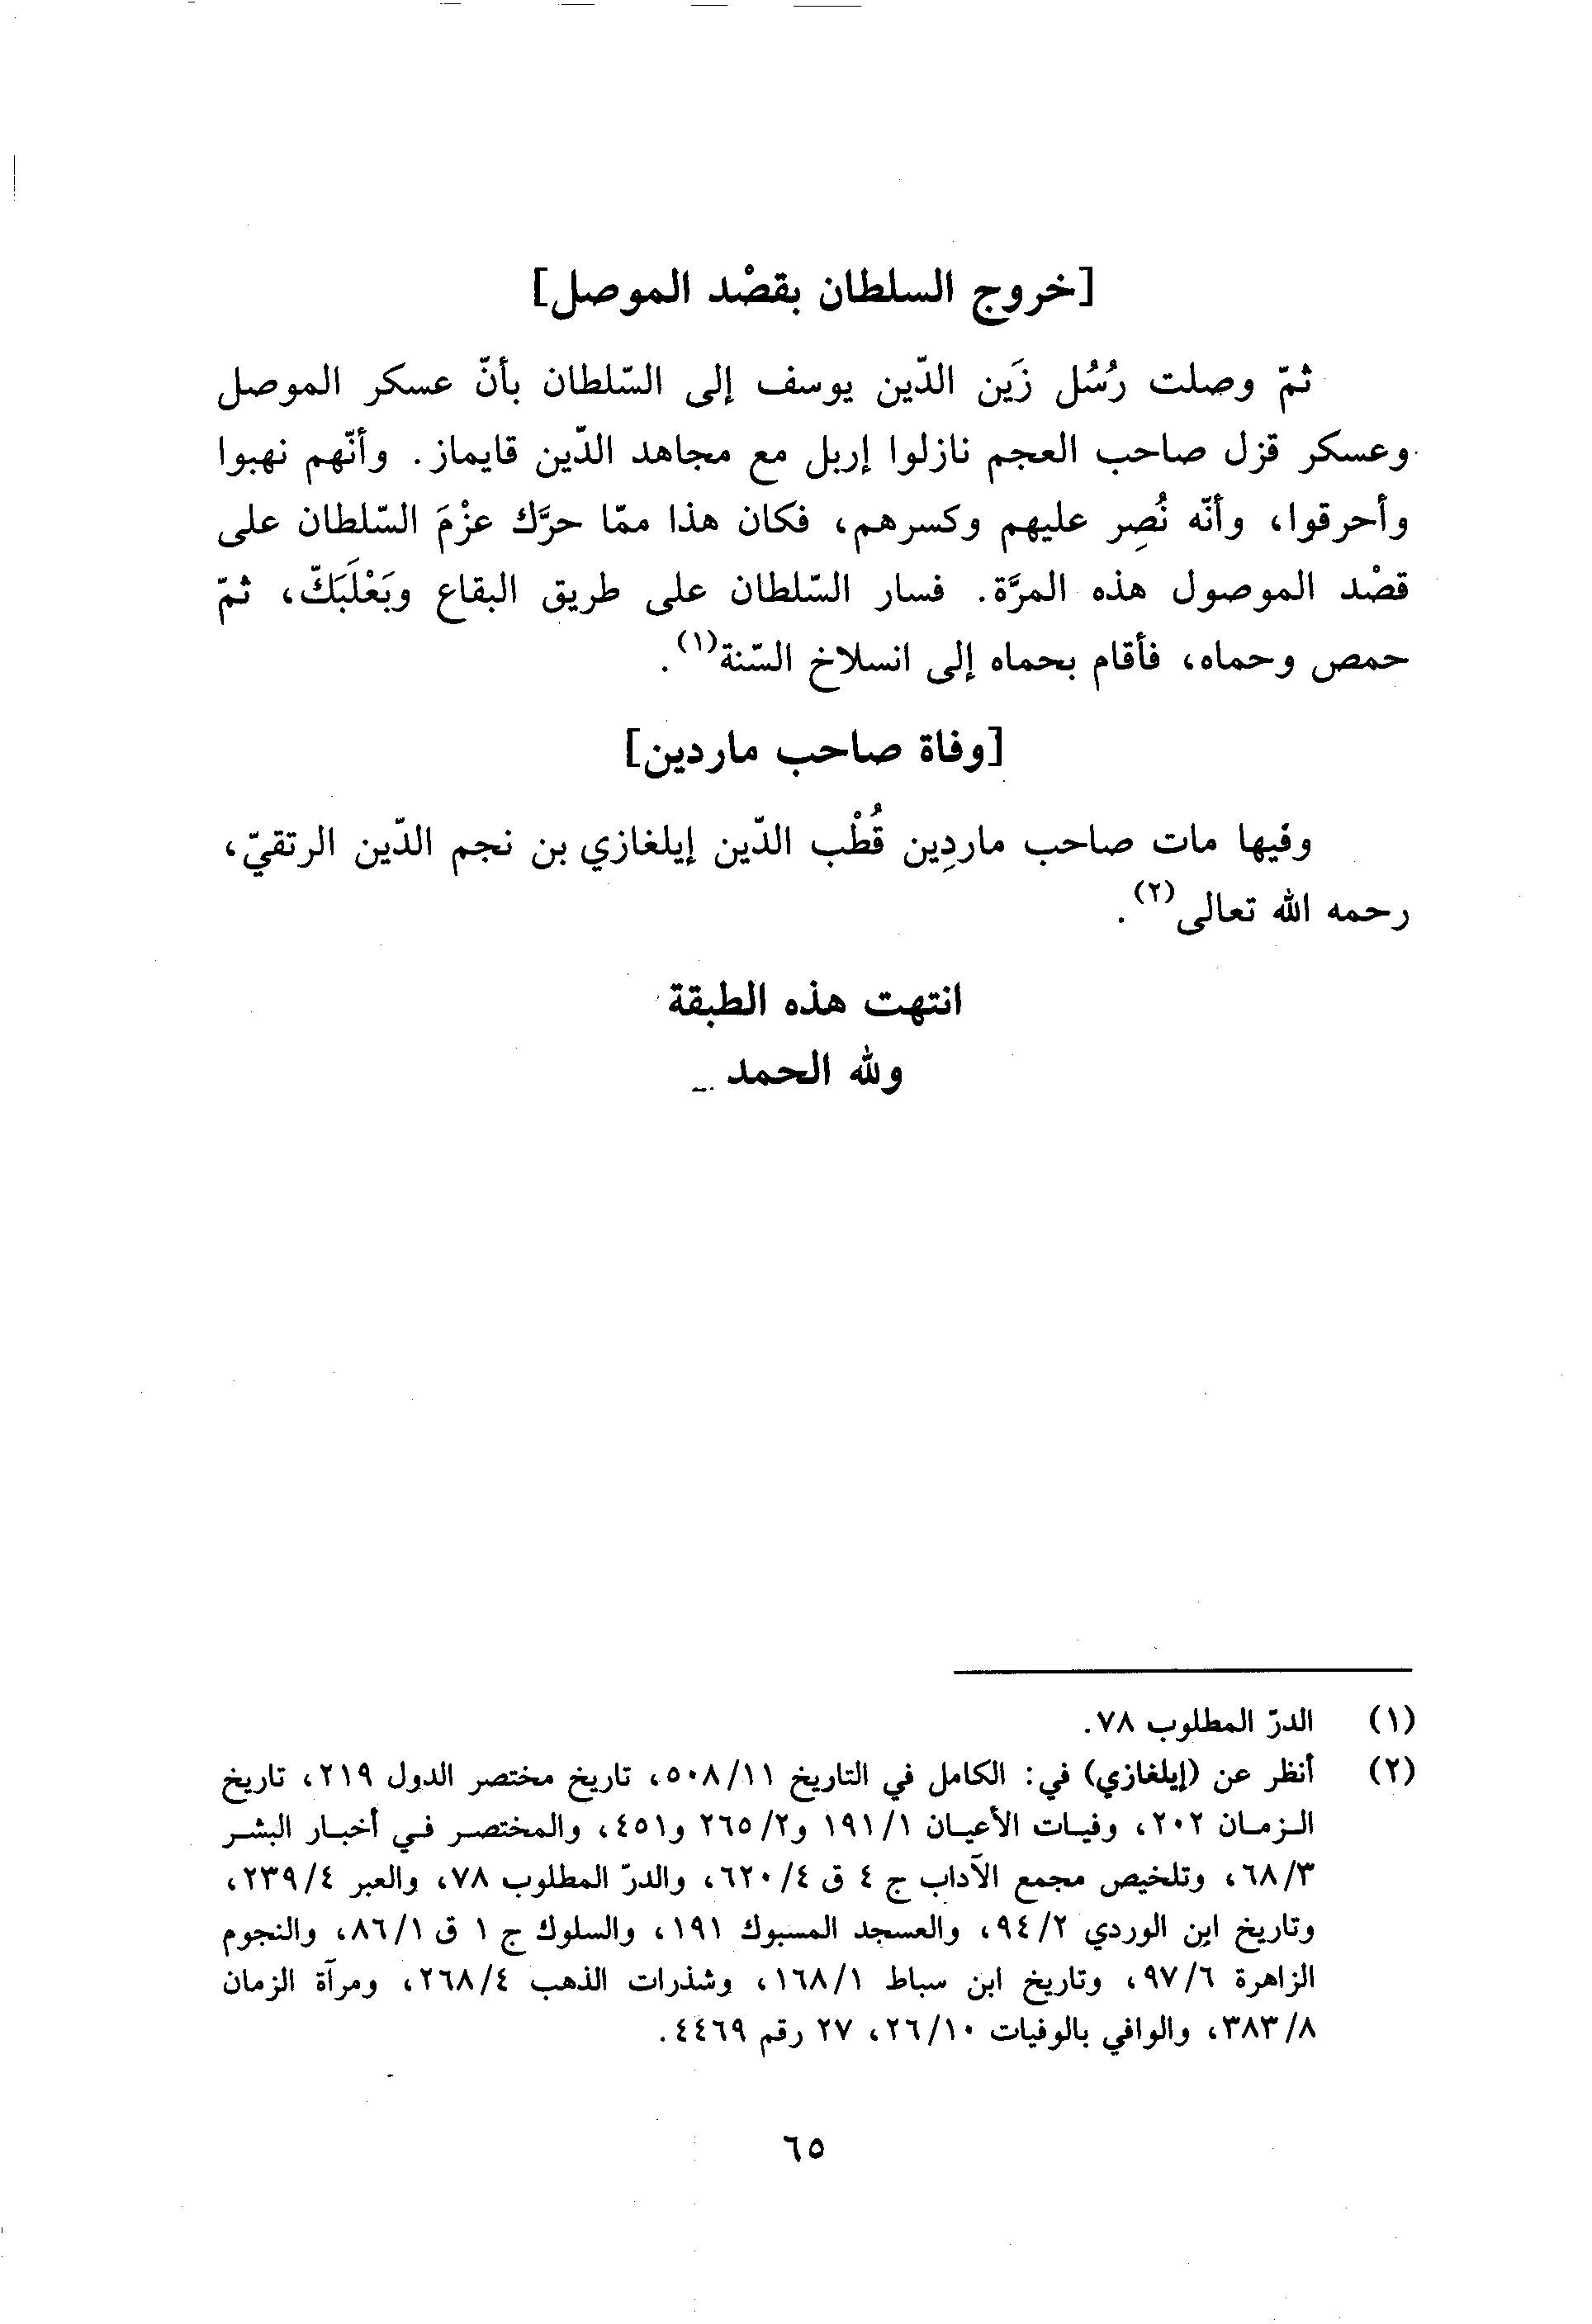 [خروج السلطان بقصْد الموصل]
ثمّ وصلت رُسُل زَين الدّين يوسف إلى السّلطان بأنّ عسكر الموصل
وعسكر قزل صاحب العجم نازلوا إربل مع مجاهد الدّين قايماز. وأنّهم نهبوا
وأحرقوا، وأنّه نُصِر عليهم وكسرهم، فكان هذا ممّا حرَّك عزْمَ السّلطان على
قصْد الموصول هذه المرَّة. فسار السّلطان على طريق البقاع وبَعْلَبَكّ، ثمّ
حمص وحماه، فأقام بحماه إلى انسلاخ السّنة(١).
[وفاة صاحب ماردين]
وفيها مات صاحب ماردِين قُطْب الدّين إيلغازي بن نجم الدّين الرتقيّ،
رحمه الله تعالى(٢).
انتهت هذه الطبقة
ولله الحمد
(١) الدرّ المطلوب ٧٨.
(٢) أنظر عن (إيلغازي) في: الكامل في التاريخ ١١/٥٠٨، تاريخ مختصر الدول ٢١٩، تاريخ
الزمان ٢٠٢، وفيات الأعيان ١/١٩١ و٢/٢٦٥ و٤٥١، والمختصر في أخبار البشر
٣/٦٨، وتلخيص مجمع الآداب ج ٤ ق ٤/٦٢٠، والدرّ المطلوب ٧٨، والعبر ٤/٢٣٩،
وتاريخ ابن الوردي ٢/٩٤، والعسجد المسبوك ١٩١، والسلوك ج ١ ق ١/٨٦، والنجوم
الزاهرة ٦/٩٧، وتاريخ ابن سباط ١/١٦٨، وشذرات الذهب ٤/٢٦٨، ومرآة الزمان
٨/٣٨٣، والوافي بالوفيات ١٠/٢٦، ٢٧ رقم ٤٤٦٩.
٦٥